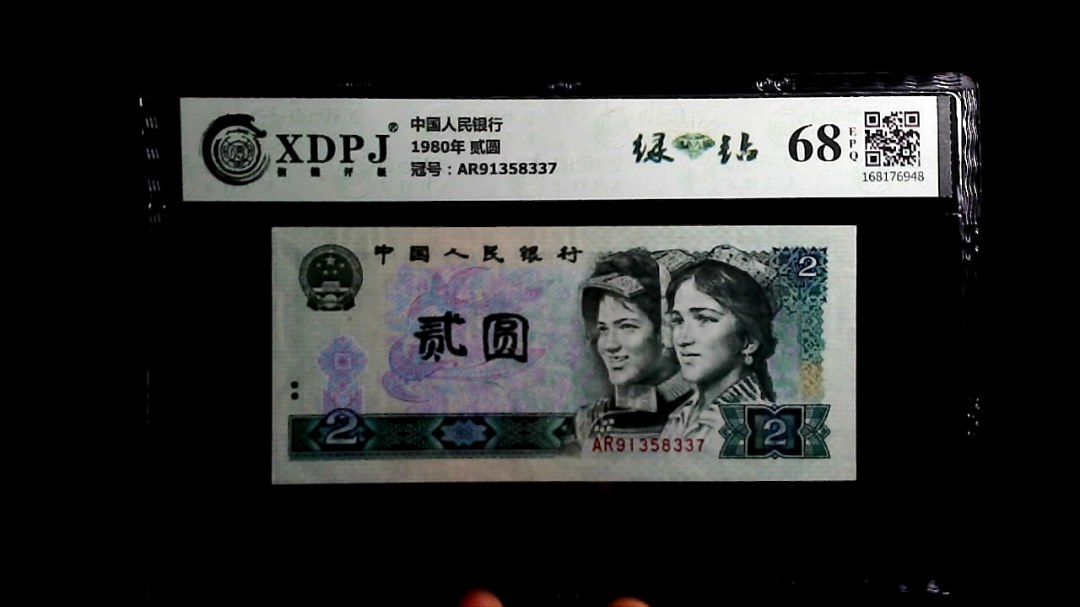 XDPJ®
中国人民银行
1980年 贰圆
冠号：AR91358337
绿 钻
68
EPQ
168176948
中国人民银行
2
贰圆
2
AR91358337
2